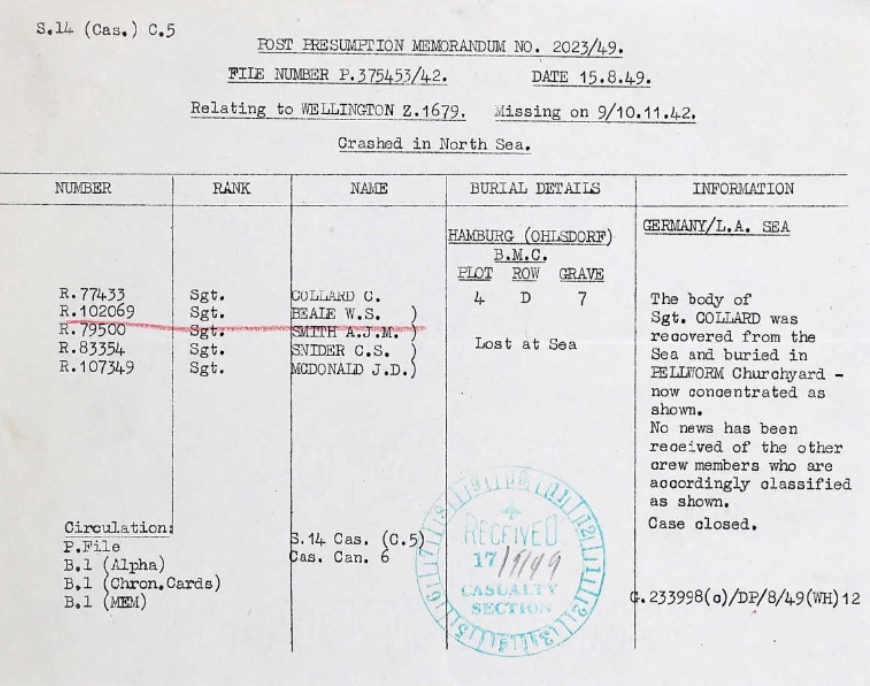 S.14 (Cas.) C.5
POST PRESUMPTION MEMORANDUM NO. 2023/49.
FILE NUMBER P.375453/42. DATE 15.8.49.
Relating to WELLINGTON Z.1679. Missing on 9/10.11.42.
Crashed in North Sea.
NUMBER RANK NAME BURIAL DETAILS INFORMATION
GERMANY/L.A. SEA
HAMBURG (OHLSDORF)
B.M.C.
PLOT ROW GRAVE
R.77433 Sgt. COLLARD C. 4 D 7
R.102069 Sgt. BEALE W.S. )
R.79500 Sgt. SMITH A.J.M. )
R.83354 Sgt. SNIDER C.S. )
R.107349 Sgt. MCDONALD J.D.)
Lost at Sea
The body of
Sgt. COLLARD was
recovered from the
Sea and buried in
PELLWORM Churchyard -
now concentrated as
shown.
No news has been
received of the other
crew members who are
accordingly classified
as shown.
Case closed.
Circulation:
P.File
B.1 (Alpha)
B.1 (Chron.Cards)
B.1 (MEM)
S.14 Cas. (C.5)
Cas. Can. 6
RECEIVED
17/9/49
CASUALTY
SECTION
G.233998(c)/DP/8/49(WH)12